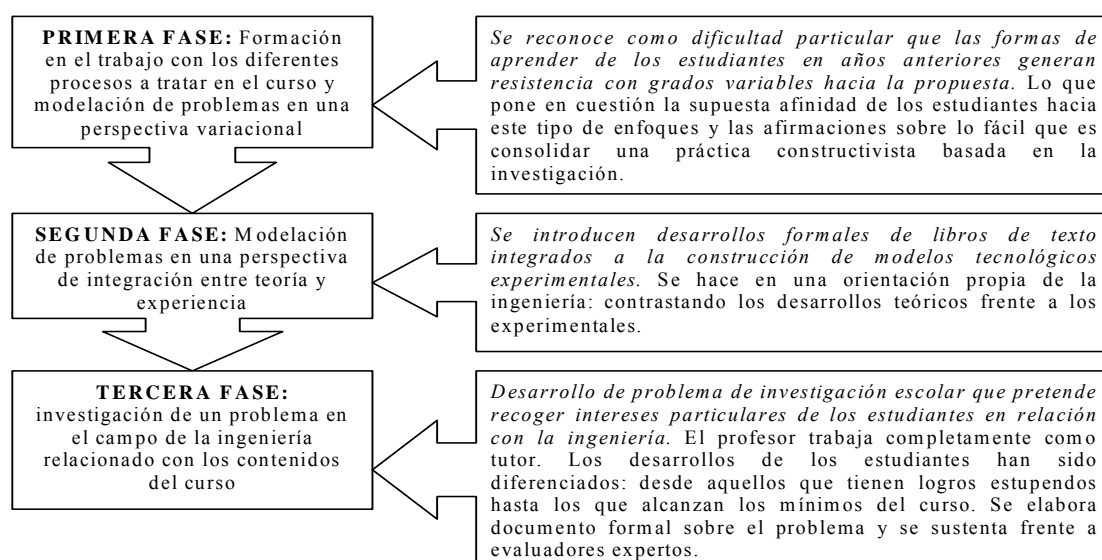 PRIMERA FASE: Formación
en el trabajo con los diferentes
procesos a tratar en el curso y
modelación de problemas en una
perspectiva variacional
Se reconoce como dificultad particular que las formas de
aprender de los estudiantes en años anteriores generan
resistencia con grados variables hacia la propuesta. Lo que
pone en cuestión la supuesta afinidad de los estudiantes hacia
este tipo de enfoques y las afirmaciones sobre lo fácil que es
consolidar una práctica constructivista basada en la
investigación.
SEGUNDA FASE: Modelación
de problemas en una perspectiva
de integración entre teoría y
experiencia
Se introducen desarrollos formales de libros de texto
integrados a la construcción de modelos tecnológicos
experimentales. Se hace en una orientación propia de la
ingeniería: contrastando los desarrollos teóricos frente a los
experimentales.
TERCERA FASE:
investigación de un problema en
el campo de la ingeniería
relacionado con los contenidos
del curso
Desarrollo de problema de investigación escolar que pretende
recoger intereses particulares de los estudiantes en relación
con la ingeniería. El profesor trabaja completamente como
tutor. Los desarrollos de los estudiantes han sido
diferenciados: desde aquellos que tienen logros estupendos
hasta los que alcanzan los mínimos del curso. Se elabora
documento formal sobre el problema y se sustenta frente a
evaluadores expertos.